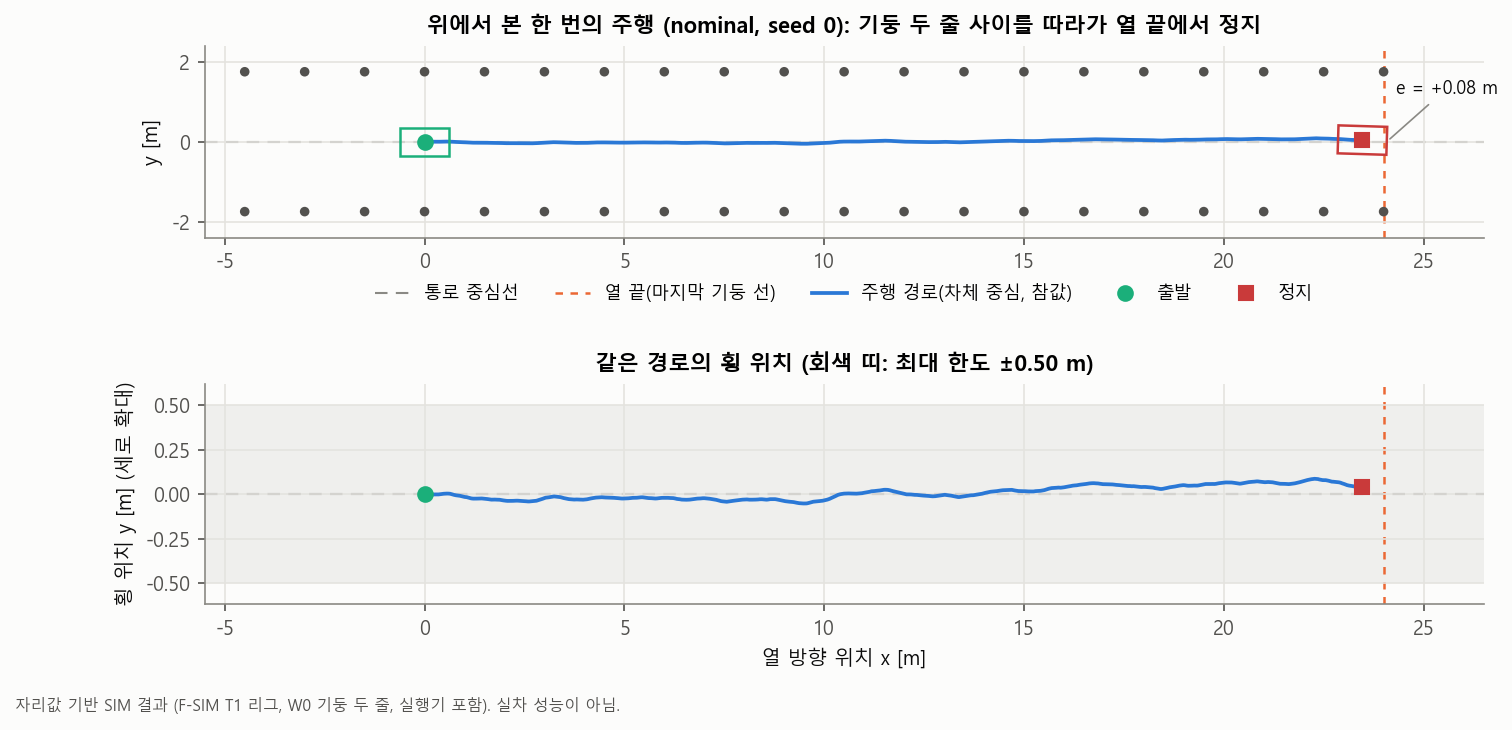 위에서 본 한 번의 주행 (nominal, seed 0): 기둥 두 줄 사이를 따라가 열 끝에서 정지
y [m]
2
0
-2
e = +0.08 m
-5 0 5 10 15 20 25
통로 중심선 열 끝(마지막 기둥 선) 주행 경로(차체 중심, 참값) 출발 정지
같은 경로의 횡 위치 (회색 띠: 최대 한도 ±0.50 m)
횡 위치 y [m] (세로 확대)
0.50
0.25
0.00
-0.25
-0.50
-5 0 5 10 15 20 25
열 방향 위치 x [m]
자리값 기반 SIM 결과 (F-SIM T1 리그, W0 기둥 두 줄, 실행기 포함). 실차 성능이 아님.